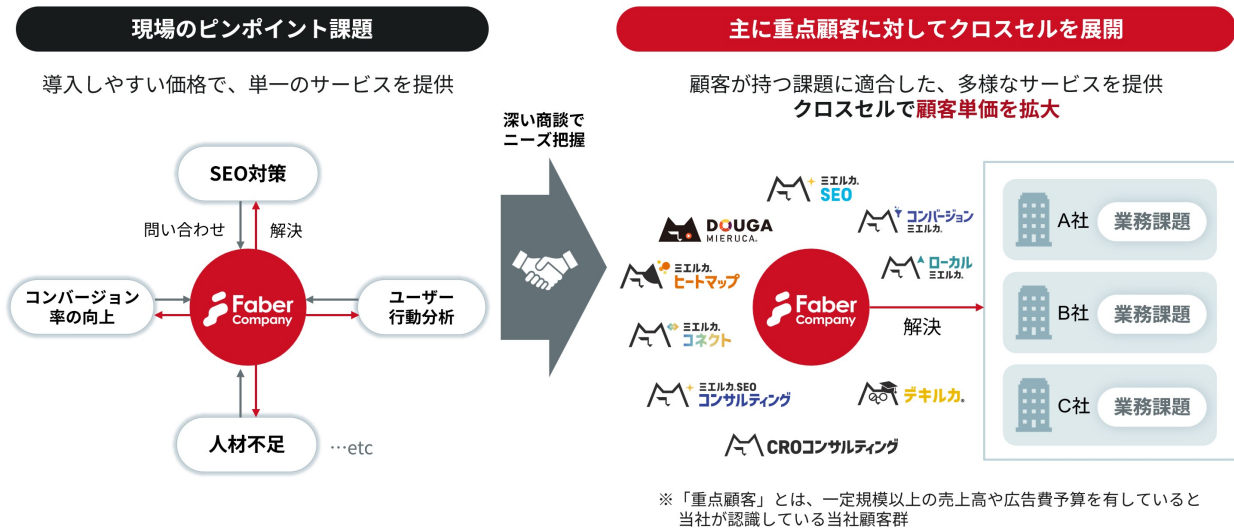 現場のピンポイント課題
導入しやすい価格で、単一のサービスを提供
SEO対策
問い合わせ
解決
コンバージョン
率の向上
Faber
Company
ユーザー
行動分析
人材不足
…etc
深い商談で
ニーズ把握
主に重点顧客に対してクロスセルを展開
顧客が持つ課題に適合した、多様なサービスを提供
クロスセルで顧客単価を拡大
ミエルカ
SEO
DOUGA
MIERUCA.
コンバージョン
ミエルカ.
ミエルカ.
ヒートマップ
ローカル
ミエルカ.
Faber
Company
解決
ミエルカ.
コネクト
ミエルカ.SEO
コンサルティング
デキルカ.
CROコンサルティング
A社 業務課題
B社 業務課題
C社 業務課題
※「重点顧客」とは、一定規模以上の売上高や広告費予算を有していると
当社が認識している当社顧客群